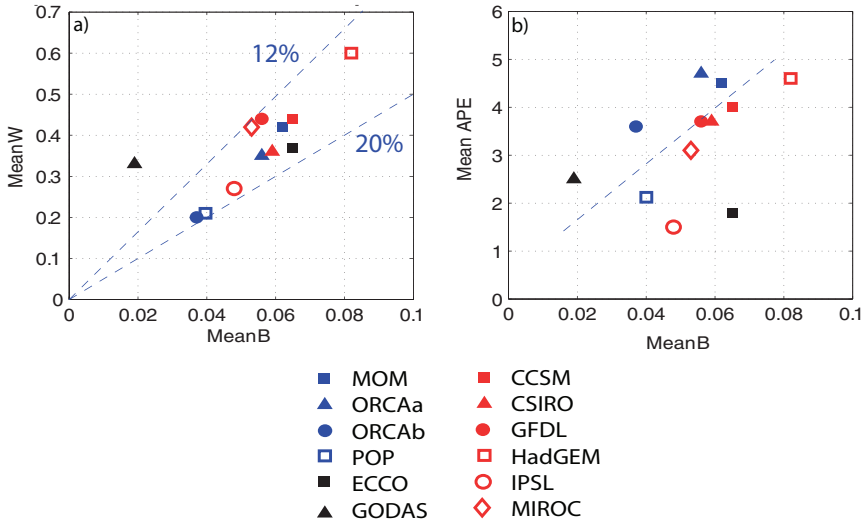 a)
0.7
0.6
0.5
0.4
0.3
0.2
0.1
0
Mean W
12%
20%
0 0.02 0.04 0.06 0.08 0.1
Mean B
b)
6
5
4
3
2
1
0
Mean APE
0 0.02 0.04 0.06 0.08 0.1
Mean B
MOM
ORCAa
ORCAb
POP
ECCO
GODAS
CCSM
CSIRO
GFDL
HadGEM
IPSL
MIROC